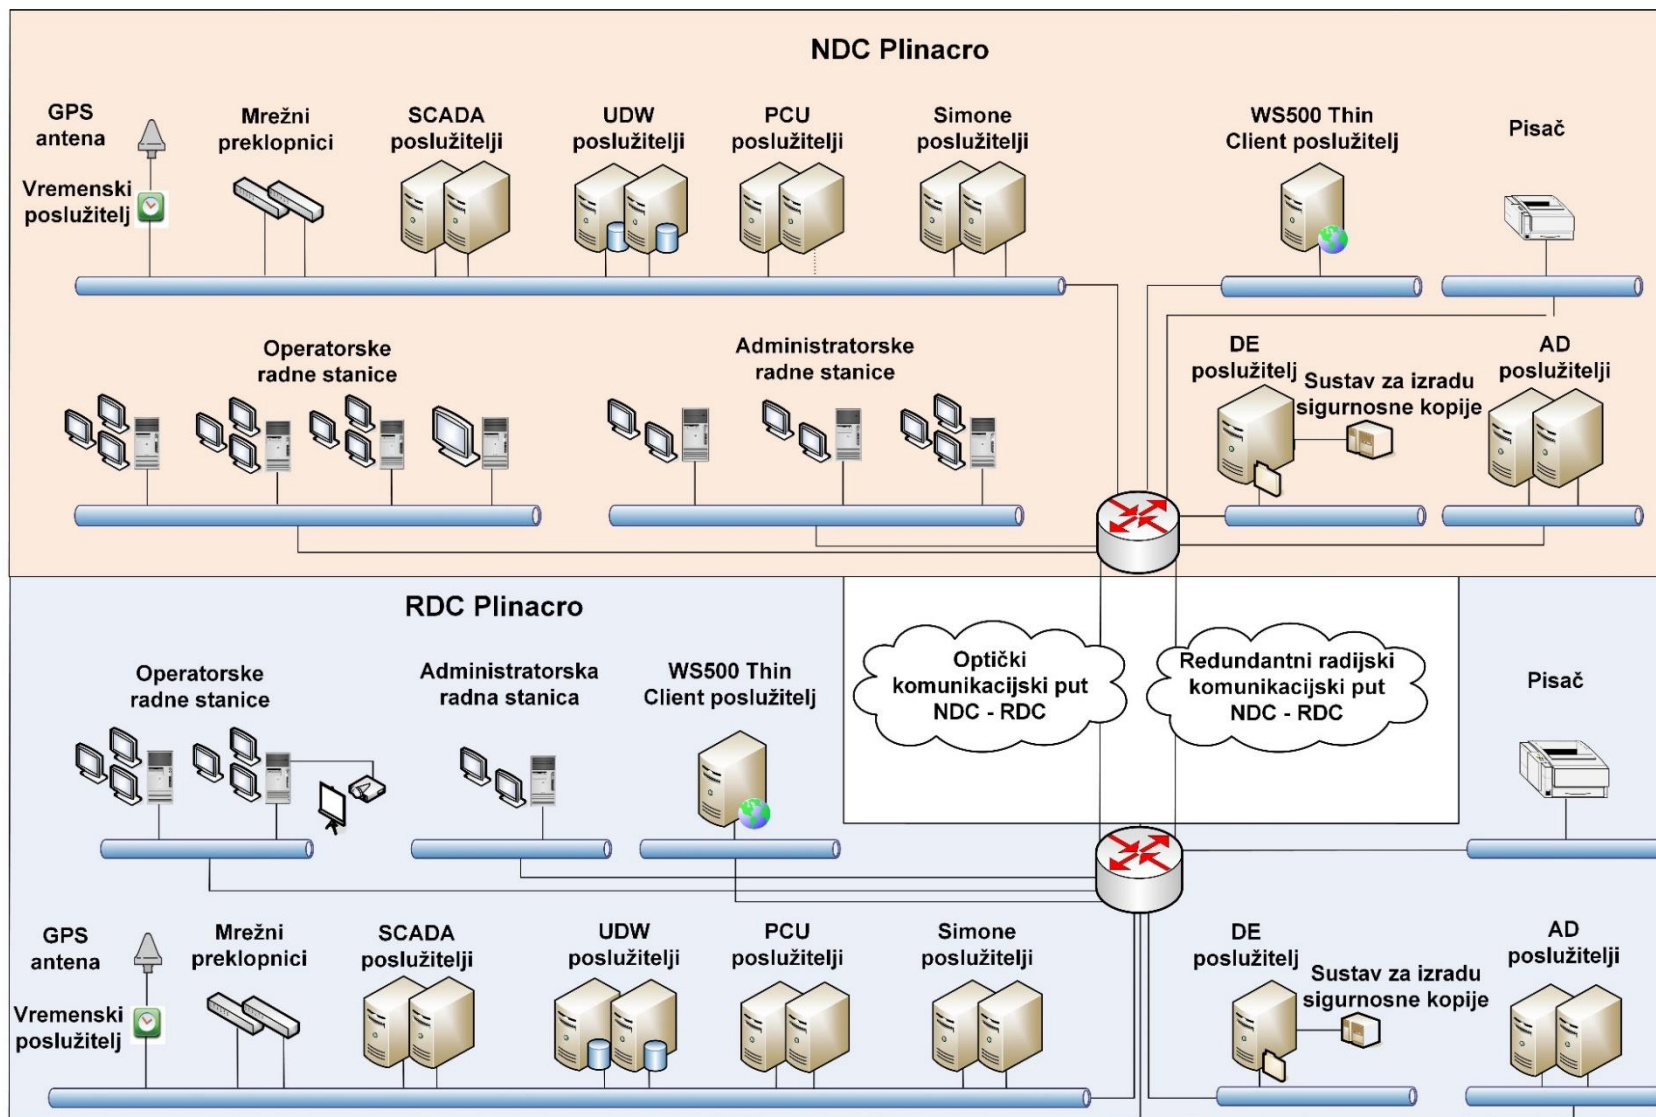 NDC Plinacro
GPS
antena
Mrežni
preklopnici
SCADA
poslužitelji
UDW
poslužitelji
PCU
poslužitelji
Simone
poslužitelji
WS500 Thin
Client poslužitelj
Pisač
Vremenski
poslužitelj
Operatorske
radne stanice
Administratorske
radne stanice
DE
poslužitelj
Sustav za izradu
sigurnosne kopije
AD
poslužitelji
RDC Plinacro
Operatorske
radne stanice
Administratorska
radna stanica
WS500 Thin
Client poslužitelj
Optički
komunikacijski put
NDC - RDC
Redundantni radijski
komunikacijski put
NDC - RDC
Pisač
GPS
antena
Mrežni
preklopnici
SCADA
poslužitelji
UDW
poslužitelji
PCU
poslužitelji
Simone
poslužitelji
DE
poslužitelj
Sustav za izradu
sigurnosne kopije
AD
poslužitelji
Vremenski
poslužitelj